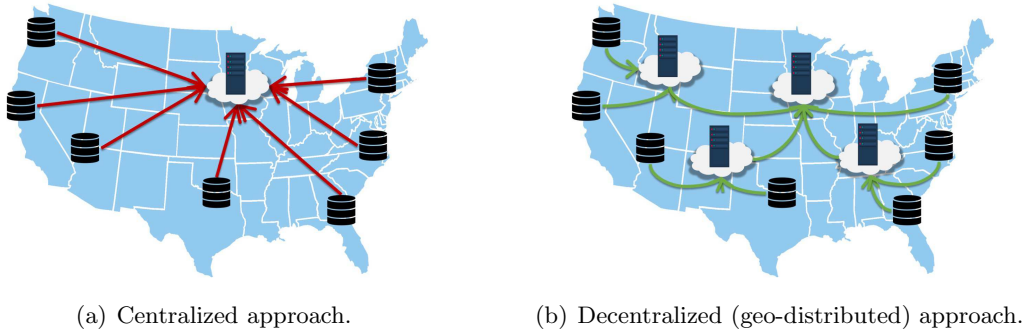 (a) Centralized approach.
(b) Decentralized (geo-distributed) approach.